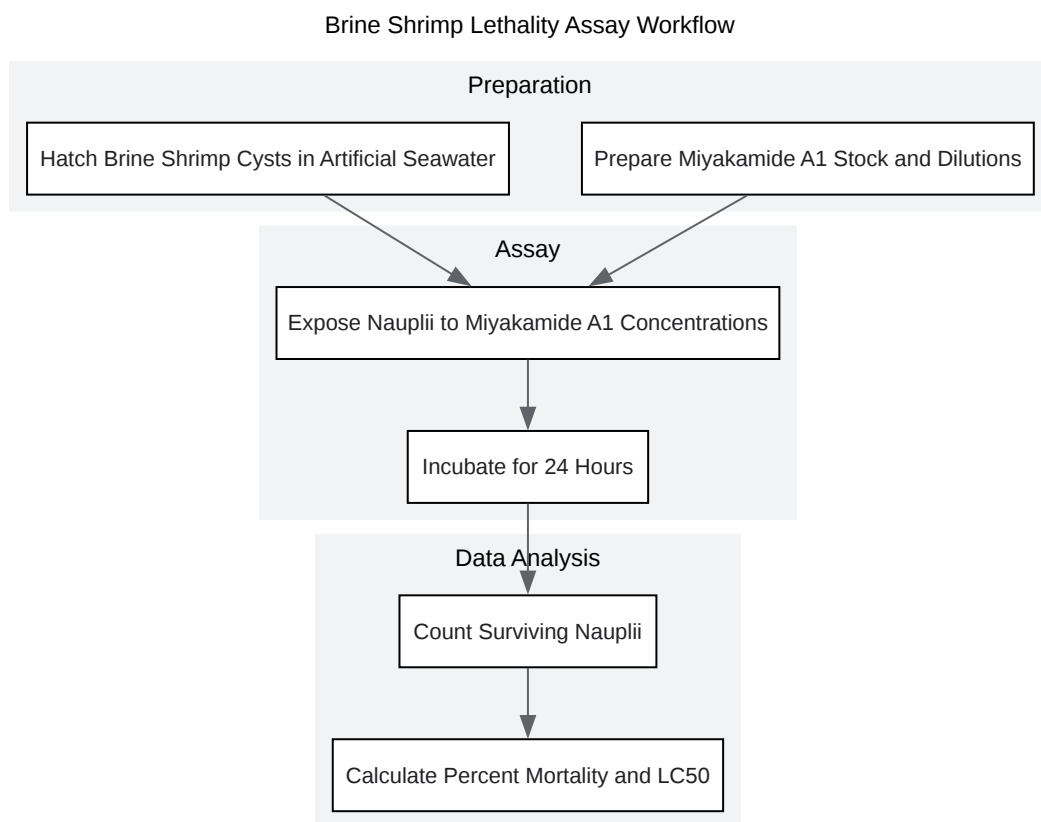 Brine Shrimp Lethality Assay Workflow
Preparation
Hatch Brine Shrimp Cysts in Artificial Seawater
Prepare Miyakamide A1 Stock and Dilutions
Assay
Expose Nauplii to Miyakamide A1 Concentrations
Incubate for 24 Hours
Data Analysis
Count Surviving Nauplii
Calculate Percent Mortality and LC50